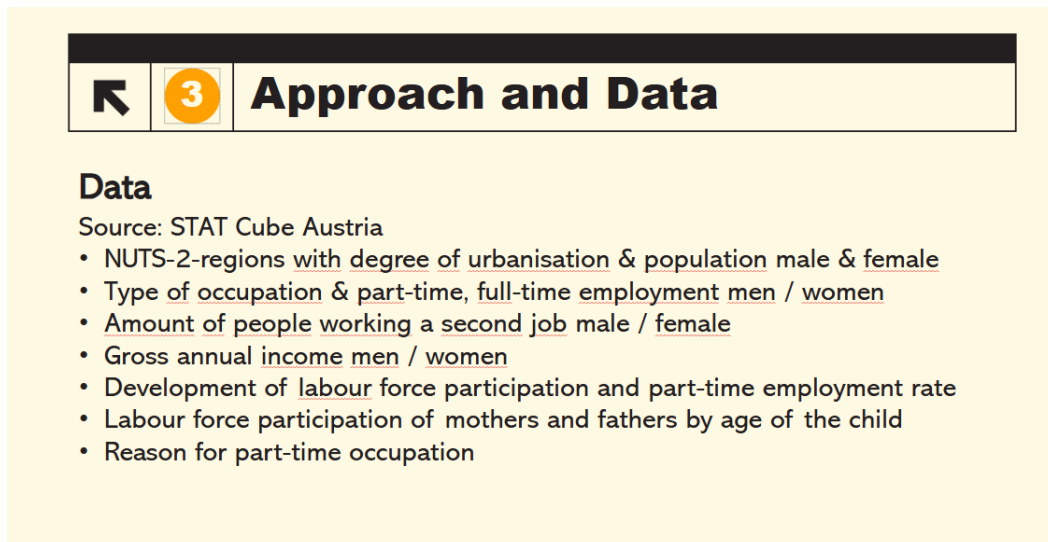 3 Approach and Data
Data
Source: STAT Cube Austria
• NUTS-2-regions with degree of urbanisation & population male & female
• Type of occupation & part-time, full-time employment men / women
• Amount of people working a second job male / female
• Gross annual income men / women
• Development of labour force participation and part-time employment rate
• Labour force participation of mothers and fathers by age of the child
• Reason for part-time occupation